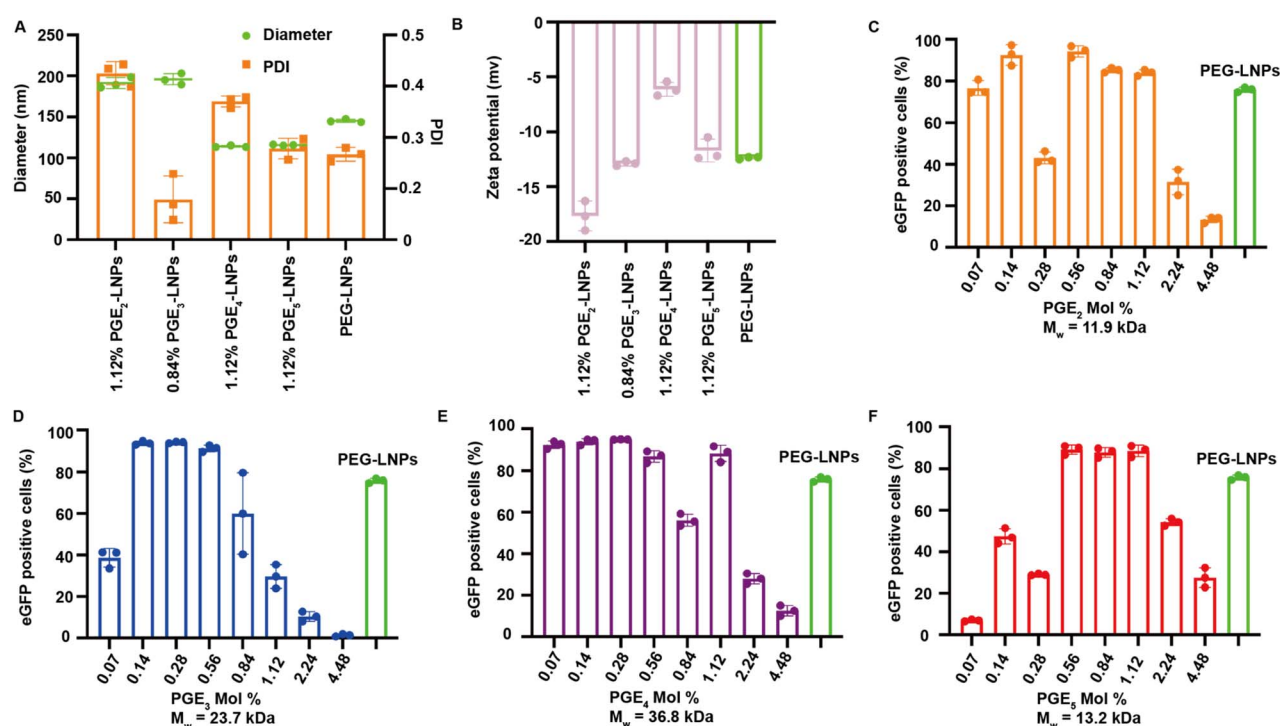 A
250
200
150
100
50
0
Diameter (nm)
Diameter
PDI
0.5
0.4
0.3
0.2
0.1
0
PDI
1.12% PGE₂-LNPs
0.84% PGE₃-LNPs
1.12% PGE₄-LNPs
1.12% PGE₅-LNPs
PEG-LNPs
B
0
-5
-10
-15
-20
Zeta potential (mv)
1.12% PGE₂-LNPs
0.84% PGE₃-LNPs
1.12% PGE₄-LNPs
1.12% PGE₅-LNPs
PEG-LNPs
C
100
80
60
40
20
0
eGFP positive cells (%)
PEG-LNPs
0.07
0.14
0.28
0.56
0.84
1.12
2.24
4.48
PGE₂ Mol %
Mw = 11.9 kDa
D
100
80
60
40
20
0
eGFP positive cells (%)
PEG-LNPs
0.07
0.14
0.28
0.56
0.84
1.12
2.24
4.48
PGE₃ Mol %
Mw = 23.7 kDa
E
100
80
60
40
20
0
eGFP positive cells (%)
PEG-LNPs
0.07
0.14
0.28
0.56
0.84
1.12
2.24
4.48
PGE₄ Mol %
Mw = 36.8 kDa
F
100
80
60
40
20
0
eGFP positive cells (%)
PEG-LNPs
0.07
0.14
0.28
0.56
0.84
1.12
2.24
4.48
PGE₅ Mol %
Mw = 13.2 kDa